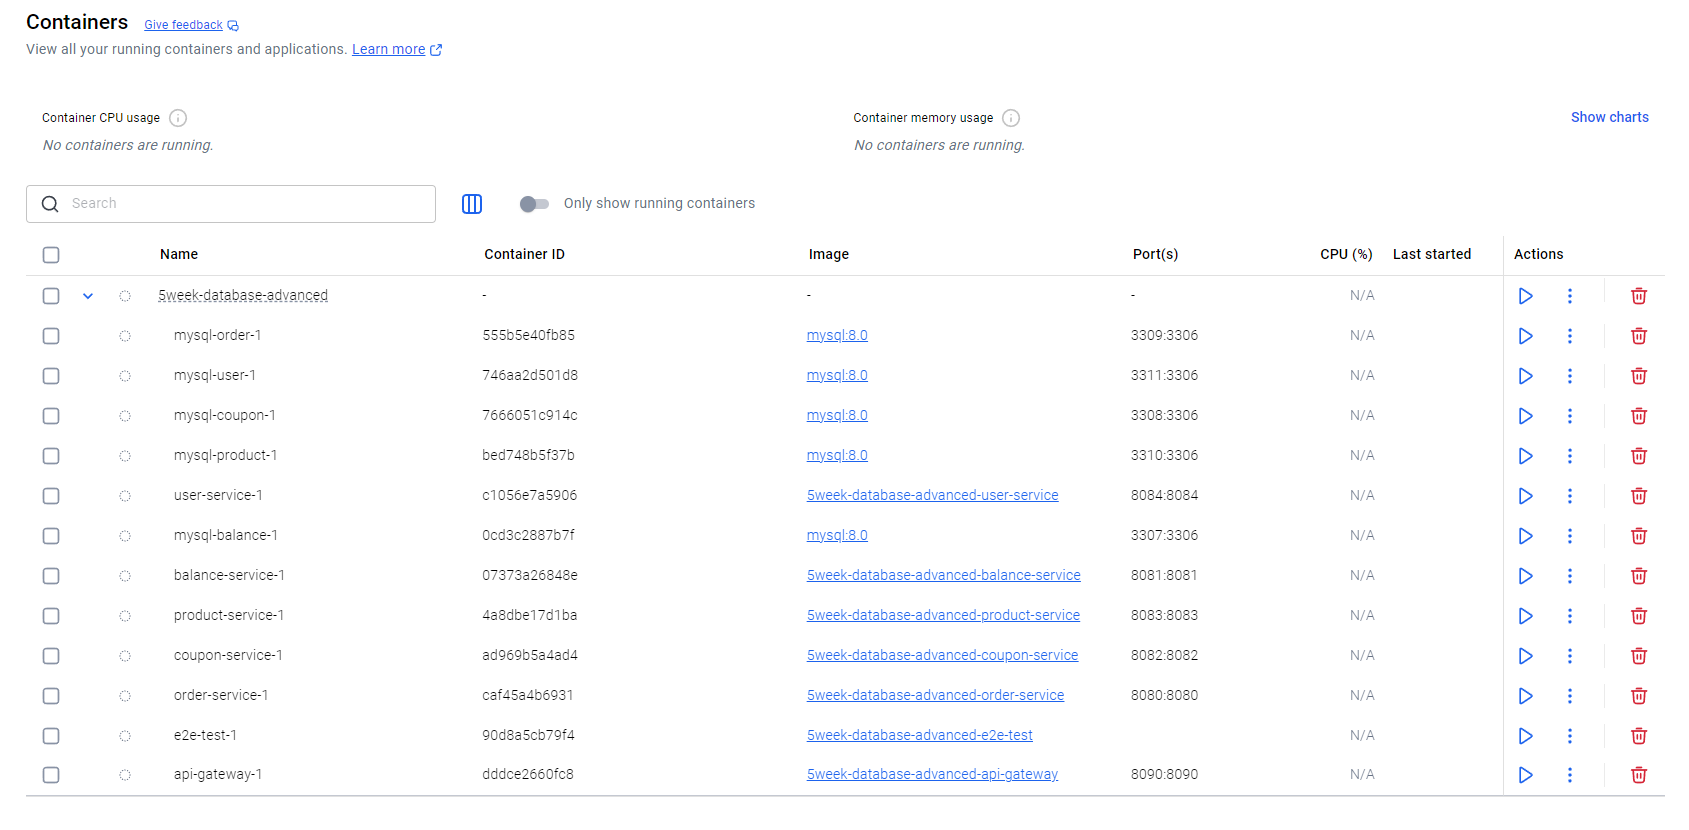 Containers Give feedback
View all your running containers and applications. Learn more
Container CPU usage Container memory usage Show charts
No containers are running. No containers are running.
Search Only show running containers
Name Container ID Image Port(s) CPU (%) Last started Actions
5week-database-advanced - - - N/A
mysql-order-1 555b5e40fb85 mysql:8.0 3309:3306 N/A
mysql-user-1 746aa2d501d8 mysql:8.0 3311:3306 N/A
mysql-coupon-1 7666051c914c mysql:8.0 3308:3306 N/A
mysql-product-1 bed748b5f37b mysql:8.0 3310:3306 N/A
user-service-1 c1056e7a5906 5week-database-advanced-user-service 8084:8084 N/A
mysql-balance-1 0cd3c2887b7f mysql:8.0 3307:3306 N/A
balance-service-1 07373a26848e 5week-database-advanced-balance-service 8081:8081 N/A
product-service-1 4a8dbe17d1ba 5week-database-advanced-product-service 8083:8083 N/A
coupon-service-1 ad969b5a4ad4 5week-database-advanced-coupon-service 8082:8082 N/A
order-service-1 caf45a4b6931 5week-database-advanced-order-service 8080:8080 N/A
e2e-test-1 90d8a5cb79f4 5week-database-advanced-e2e-test N/A
api-gateway-1 dddce2660fc8 5week-database-advanced-api-gateway 8090:8090 N/A